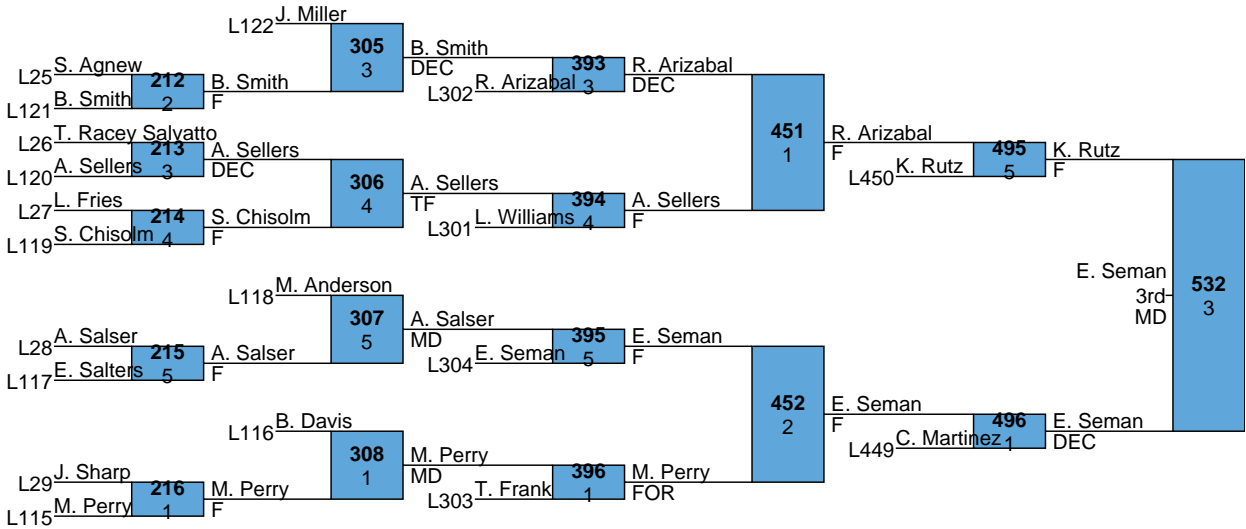 J. Miller
L122
305
3
B. Smith
DEC
S. Agnew
L25
212
2
B. Smith
F
B. Smith
L121
393
3
R. Arizabal
DEC
R. Arizabal
L302
T. Racey Salvatto
L26
213
3
A. Sellers
DEC
A. Sellers
L120
451
1
R. Arizabal
F
306
4
A. Sellers
TF
L. Fries
L27
214
4
S. Chisolm
F
S. Chisolm
L119
394
4
A. Sellers
F
L. Williams
L301
495
5
K. Rutz
F
K. Rutz
L450
M. Anderson
L118
307
5
A. Salser
MD
A. Salser
L28
215
5
A. Salser
F
E. Salters
L117
395
5
E. Seman
F
E. Seman
L304
E. Seman
3rd
MD
532
3
452
2
E. Seman
F
B. Davis
L116
308
1
M. Perry
MD
J. Sharp
L29
216
1
M. Perry
F
M. Perry
L115
396
1
M. Perry
FOR
T. Frank
L303
496
1
E. Seman
DEC
C. Martinez
L449